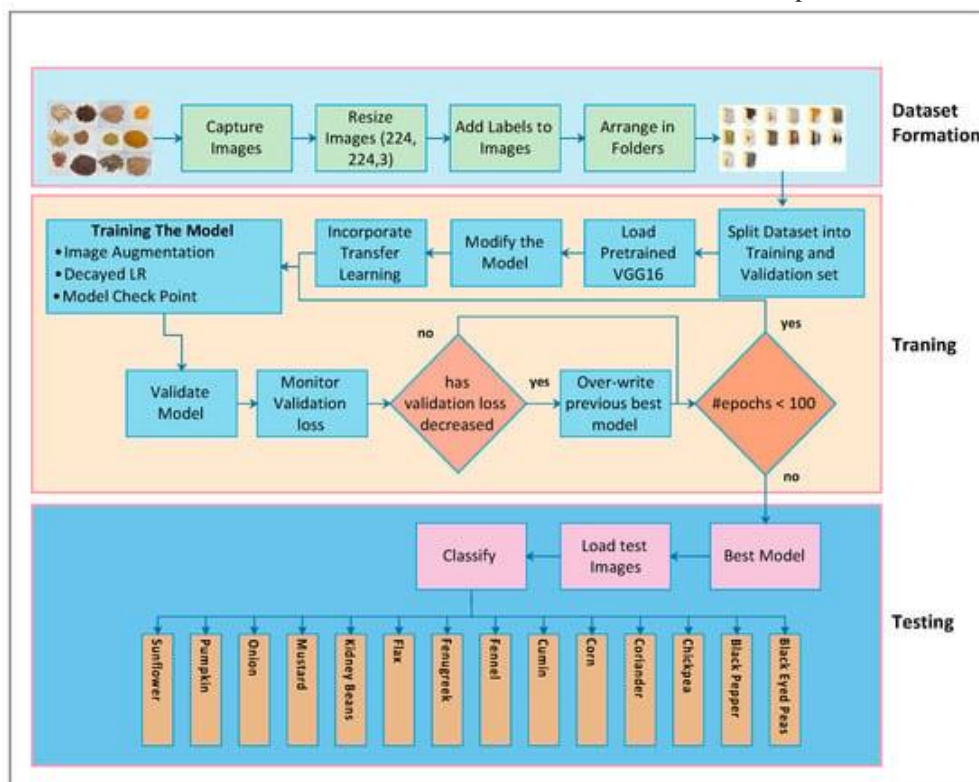 Dataset
Formation
Capture
Images
Resize
Images (224,
224,3)
Add Labels to
Images
Arrange in
Folders
Training The Model
• Image Augmentation
• Decayed LR
• Model Check Point
Incorporate
Transfer
Learning
Modify the
Model
Load
Pretrained
VGG16
Split Dataset into
Training and
Validation set
Traning
no
yes
Validate
Model
Monitor
Validation
loss
has
validation loss
decreased
yes
Over-write
previous best
model
#epochs < 100
no
Classify
Load test
Images
Best Model
Testing
Sunflower
Pumpkin
Onion
Mustard
Kidney Beans
Flax
Fenugreek
Fennel
Cumin
Corn
Coriander
Chickpea
Black Pepper
Black Eyed Peas